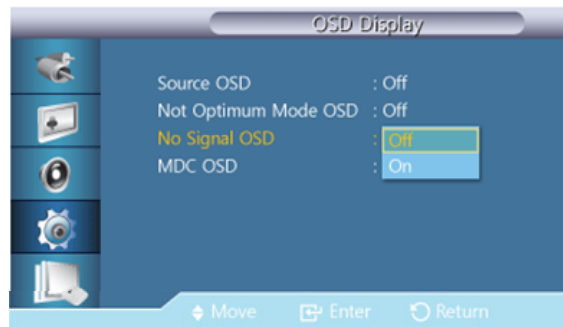 OSD Display
Source OSD : Off
Not Optimum Mode OSD : Off
No Signal OSD : Off
MDC OSD : On
Move Enter Return